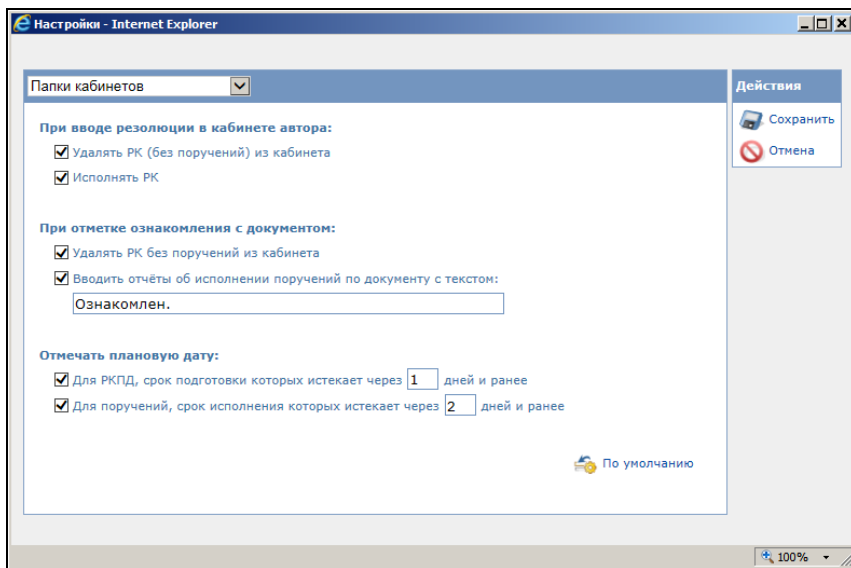 Настройки - Internet Explorer
Папки кабинетов
Действия
Сохранить
Отмена
При вводе резолюции в кабинете автора:
Удалять РК (без поручений) из кабинета
Исполнять РК
При отметке ознакомления с документом:
Удалять РК без поручений из кабинета
Вводить отчёты об исполнении поручений по документу с текстом:
Ознакомлен.
Отмечать плановую дату:
Для РКПД, срок подготовки которых истекает через 1 дней и ранее
Для поручений, срок исполнения которых истекает через 2 дней и ранее
По умолчанию
100%